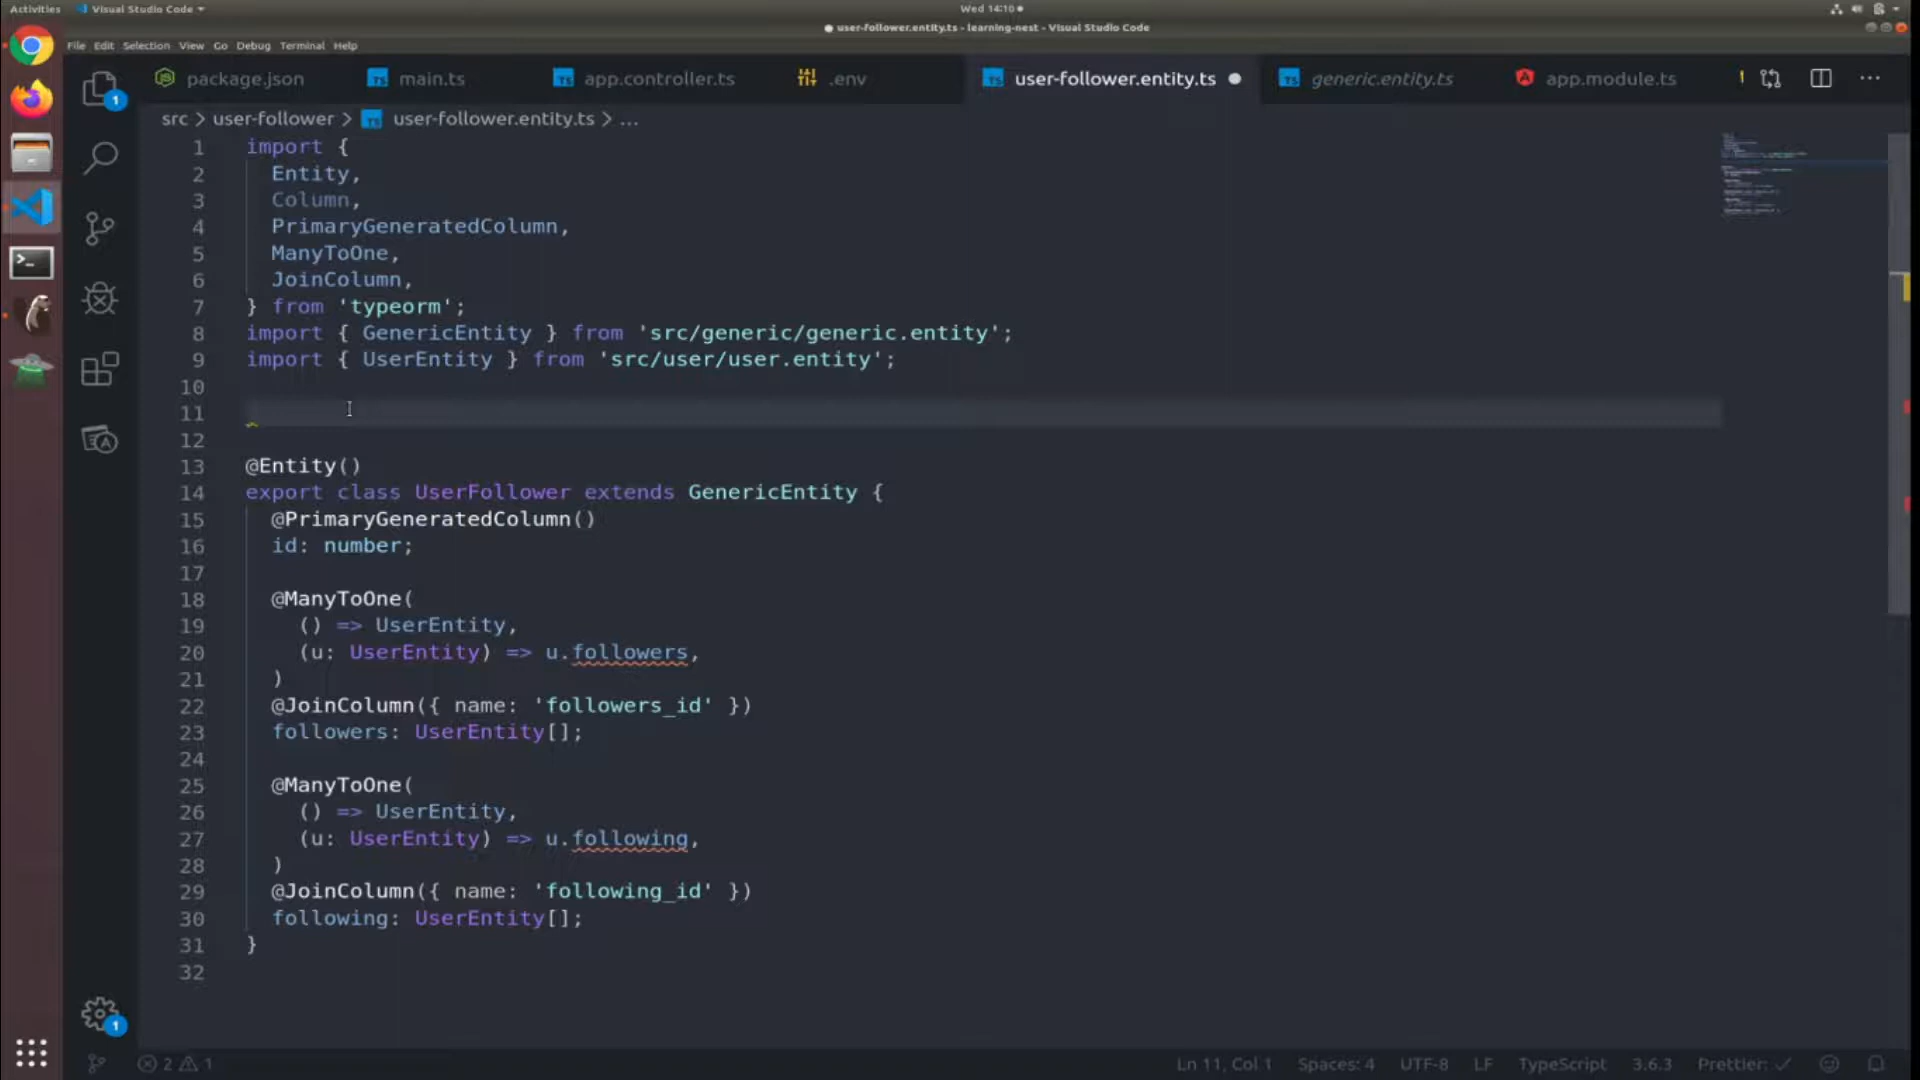 Activities Visual Studio Code Wed 14:10
user-follower.entity.ts - learning-nest - Visual Studio Code
File Edit Selection View Go Debug Terminal Help
package.json main.ts app.controller.ts .env user-follower.entity.ts generic.entity.ts app.module.ts
src > user-follower > user-follower.entity.ts > ...
1 import {
2 Entity,
3 Column,
4 PrimaryGeneratedColumn,
5 ManyToOne,
6 JoinColumn,
7 } from 'typeorm';
8 import { GenericEntity } from 'src/generic/generic.entity';
9 import { UserEntity } from 'src/user/user.entity';
10
11
12
13 @Entity()
14 export class UserFollower extends GenericEntity {
15 @PrimaryGeneratedColumn()
16 id: number;
17
18 @ManyToOne(
19 () => UserEntity,
20 (u: UserEntity) => u.followers,
21 )
22 @JoinColumn({ name: 'followers_id' })
23 followers: UserEntity[];
24
25 @ManyToOne(
26 () => UserEntity,
27 (u: UserEntity) => u.following,
28 )
29 @JoinColumn({ name: 'following_id' })
30 following: UserEntity[];
31 }
32
2 1 Ln 11, Col 1 Spaces: 4 UTF-8 LF TypeScript 3.6.3 Prettier: ✓